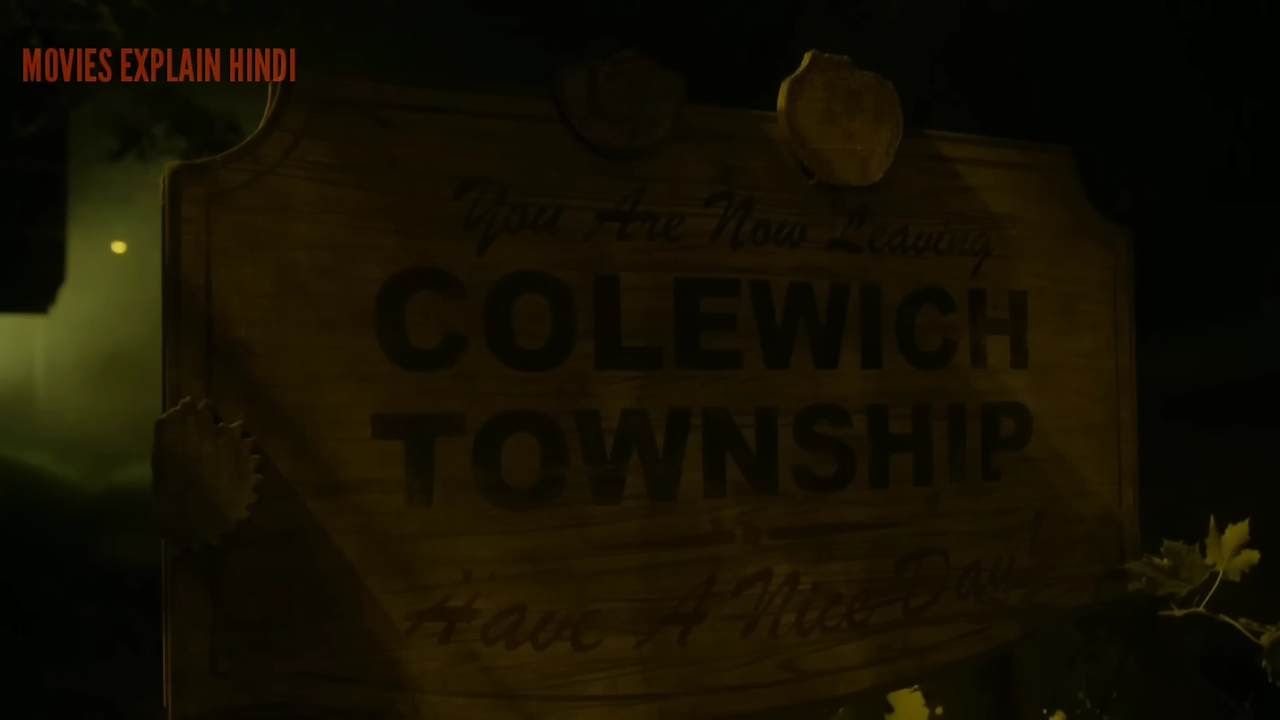 MOVIES EXPLAIN HINDI
You Are Now Leaving
COLEWICH
TOWNSHIP
Have A Nice Day!